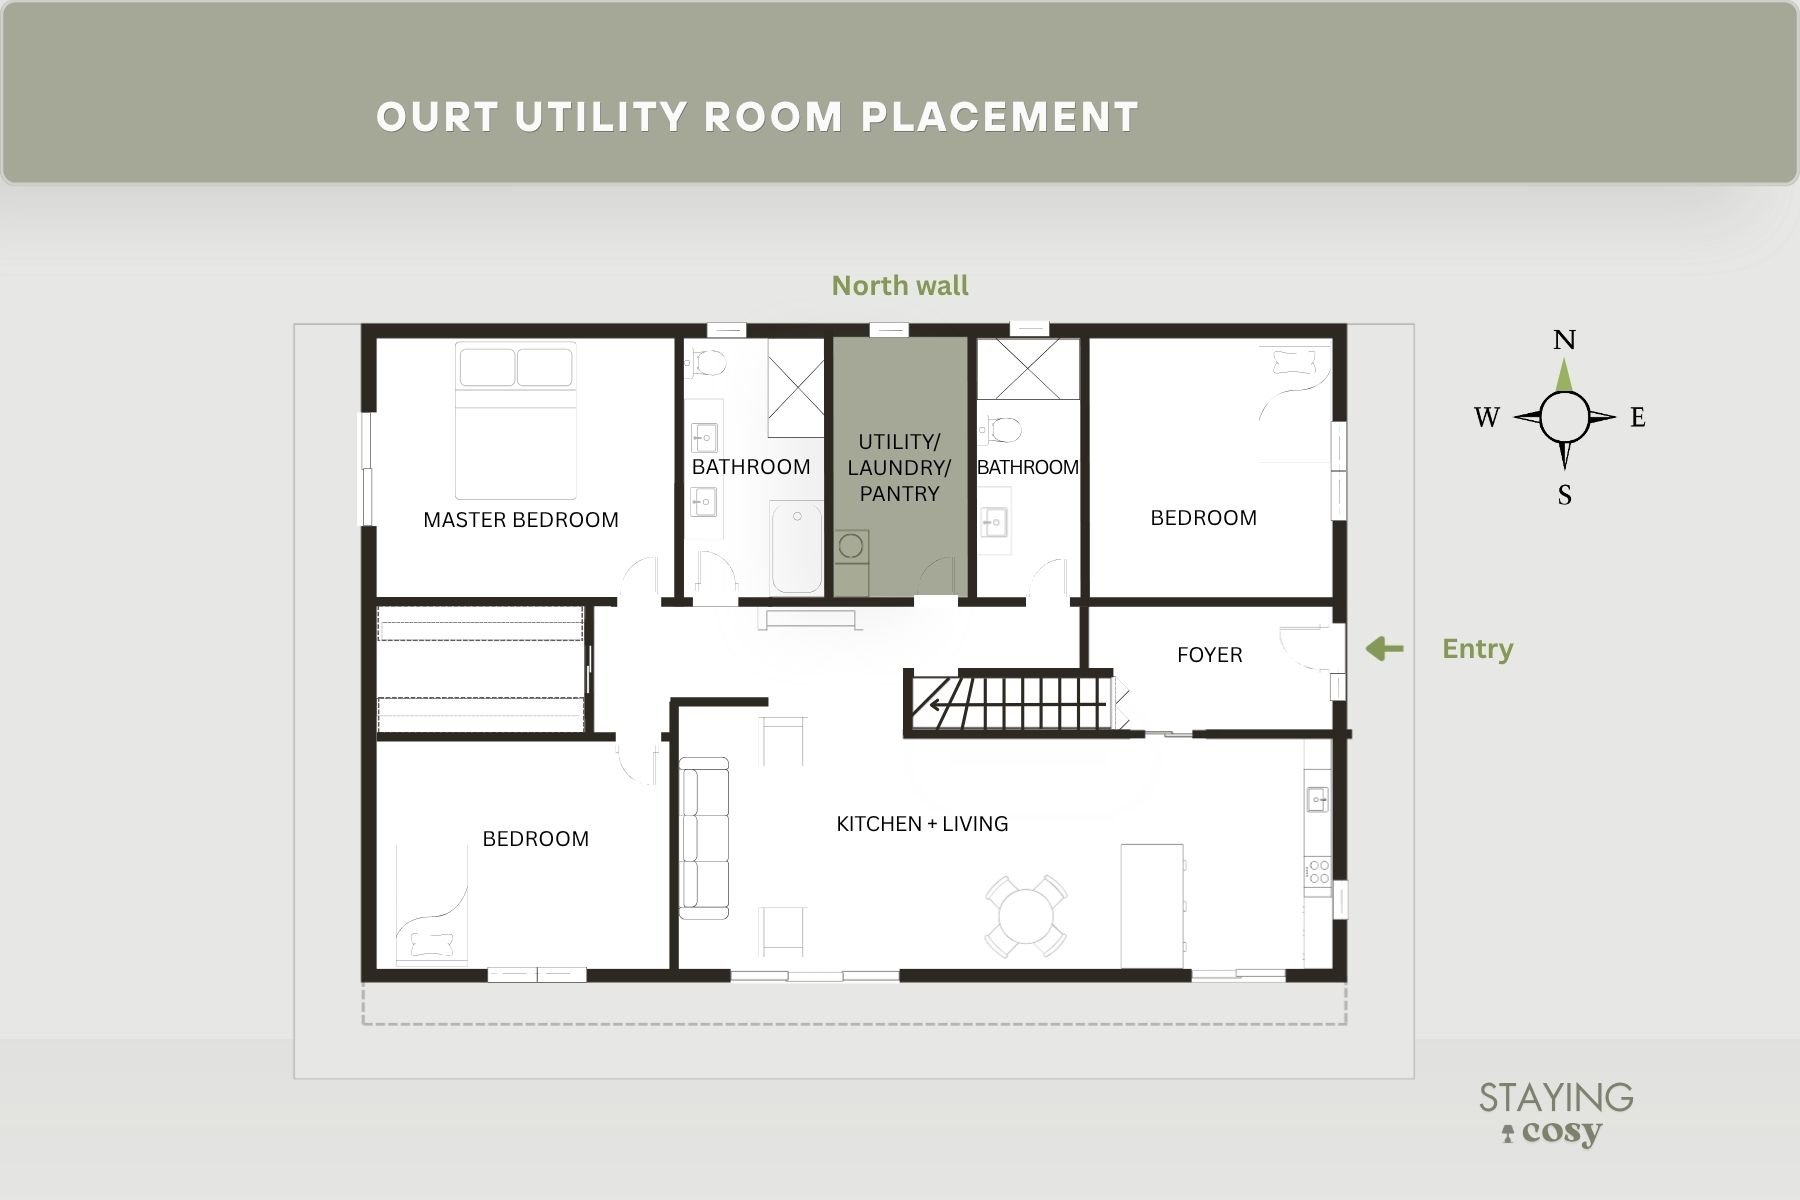 OURT UTILITY ROOM PLACEMENT
North wall
N
W
E
S
UTILITY/
LAUNDRY/
PANTRY
BATHROOM
BATHROOM
MASTER BEDROOM
BEDROOM
FOYER
Entry
KITCHEN + LIVING
BEDROOM
STAYING
cosy